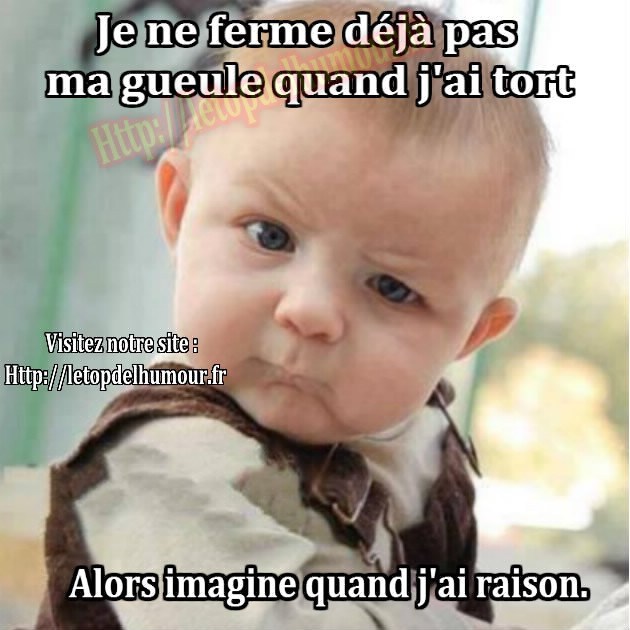 Je ne ferme déjà pas
ma gueule quand j'ai tort
Visitez notre site :
Http://letopdelhumour.fr
Alors imagine quand j'ai raison.